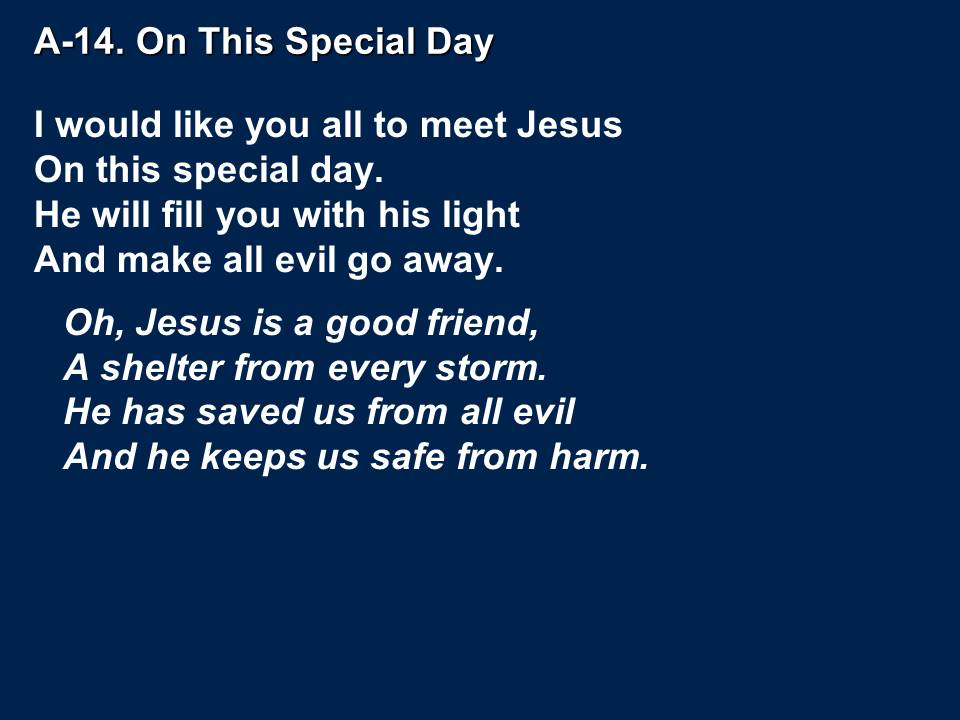 A-14. On This Special Day
I would like you all to meet Jesus
On this special day.
He will fill you with his light
And make all evil go away.
Oh, Jesus is a good friend,
A shelter from every storm.
He has saved us from all evil
And he keeps us safe from harm.